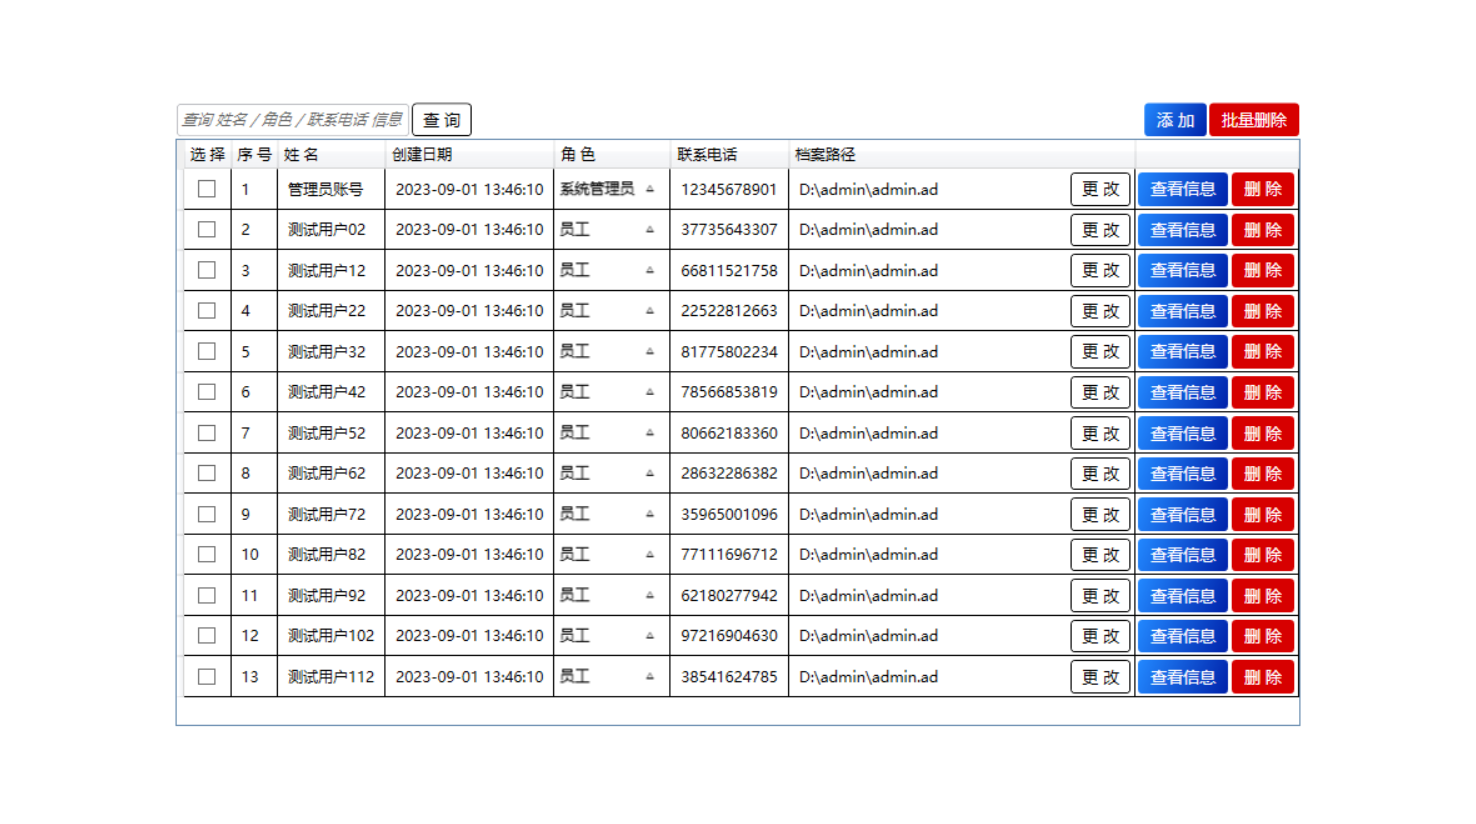 查询 姓名 / 角色 / 联系电话 信息 查 询 添 加 批量删除
选 择 序 号 姓 名 创建日期 角 色 联系电话 档案路径
1 管理员账号 2023-09-01 13:46:10 系统管理员 12345678901 D:\admin\admin.ad 更 改 查看信息 删 除
2 测试用户02 2023-09-01 13:46:10 员工 37735643307 D:\admin\admin.ad 更 改 查看信息 删 除
3 测试用户12 2023-09-01 13:46:10 员工 66811521758 D:\admin\admin.ad 更 改 查看信息 删 除
4 测试用户22 2023-09-01 13:46:10 员工 22522812663 D:\admin\admin.ad 更 改 查看信息 删 除
5 测试用户32 2023-09-01 13:46:10 员工 81775802234 D:\admin\admin.ad 更 改 查看信息 删 除
6 测试用户42 2023-09-01 13:46:10 员工 78566853819 D:\admin\admin.ad 更 改 查看信息 删 除
7 测试用户52 2023-09-01 13:46:10 员工 80662183360 D:\admin\admin.ad 更 改 查看信息 删 除
8 测试用户62 2023-09-01 13:46:10 员工 28632286382 D:\admin\admin.ad 更 改 查看信息 删 除
9 测试用户72 2023-09-01 13:46:10 员工 35965001096 D:\admin\admin.ad 更 改 查看信息 删 除
10 测试用户82 2023-09-01 13:46:10 员工 77111696712 D:\admin\admin.ad 更 改 查看信息 删 除
11 测试用户92 2023-09-01 13:46:10 员工 62180277942 D:\admin\admin.ad 更 改 查看信息 删 除
12 测试用户102 2023-09-01 13:46:10 员工 97216904630 D:\admin\admin.ad 更 改 查看信息 删 除
13 测试用户112 2023-09-01 13:46:10 员工 38541624785 D:\admin\admin.ad 更 改 查看信息 删 除